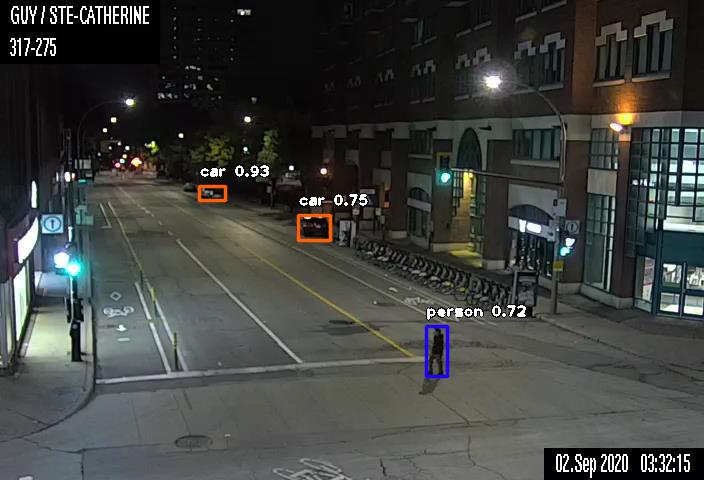 GUY / STE-CATHERINE
317-275
car 0.93
car 0.75
person 0.72
02.Sep 2020 03:32:15